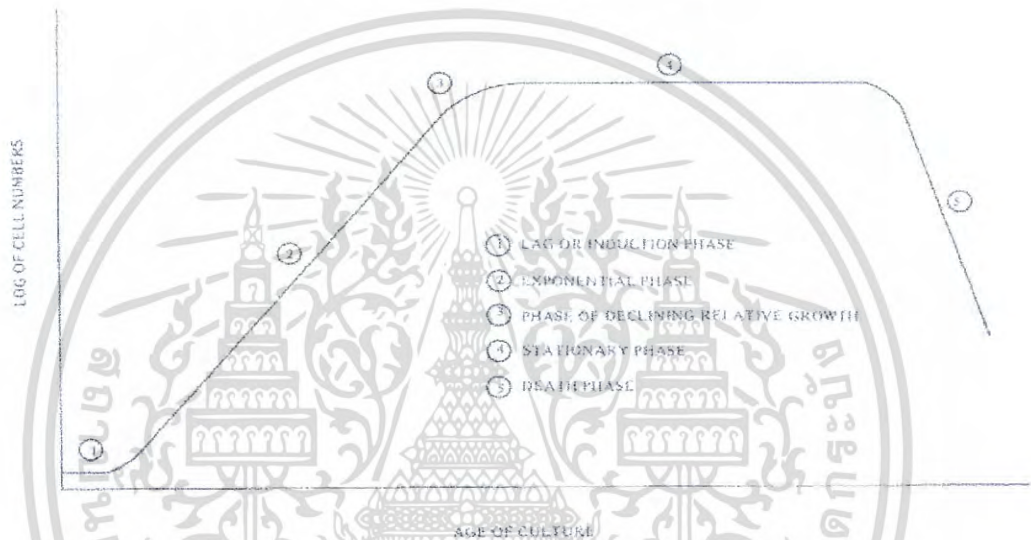 LOG OF CELL NUMBERS
③
④
②
⑤
① LAG OR INDUCTION PHASE
② EXPONENTIAL PHASE
③ PHASE OF DECLINING RELATIVE GROWTH
④ STATIONARY PHASE
⑤ DEATH PHASE
①
AGE OF CULTURE